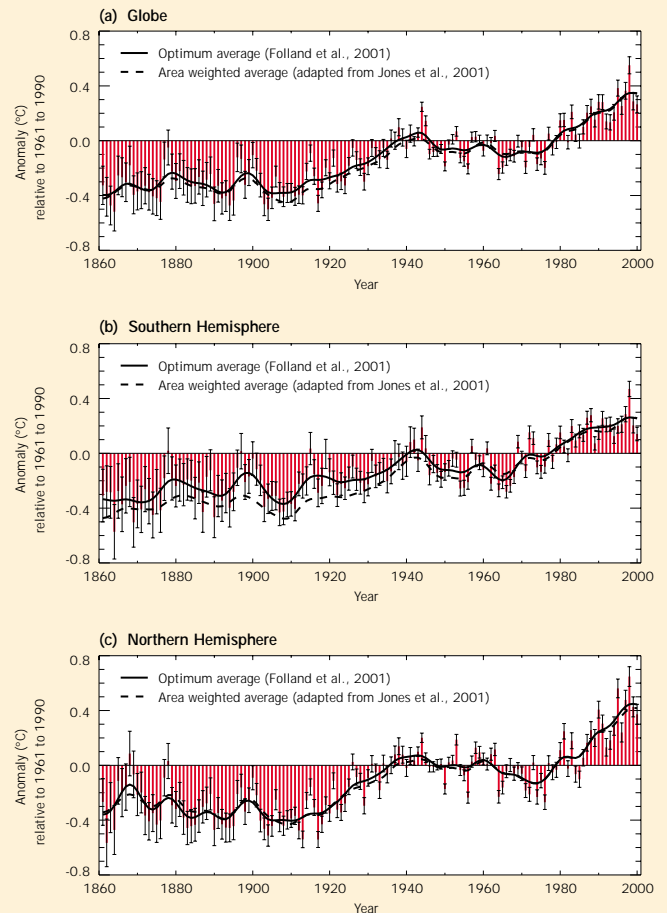 (a) Globe
0.8
0.4
0.0
-0.4
-0.8
Anomaly (°C)
relative to 1961 to 1990
Optimum average (Folland et al., 2001)
Area weighted average (adapted from Jones et al., 2001)
1860 1880 1900 1920 1940 1960 1980 2000
Year
(b) Southern Hemisphere
0.8
0.4
0.0
-0.4
-0.8
Anomaly (°C)
relative to 1961 to 1990
Optimum average (Folland et al., 2001)
Area weighted average (adapted from Jones et al., 2001)
1860 1880 1900 1920 1940 1960 1980 2000
Year
(c) Northern Hemisphere
0.8
0.4
0.0
-0.4
-0.8
Anomaly (°C)
relative to 1961 to 1990
Optimum average (Folland et al., 2001)
Area weighted average (adapted from Jones et al., 2001)
1860 1880 1900 1920 1940 1960 1980 2000
Year